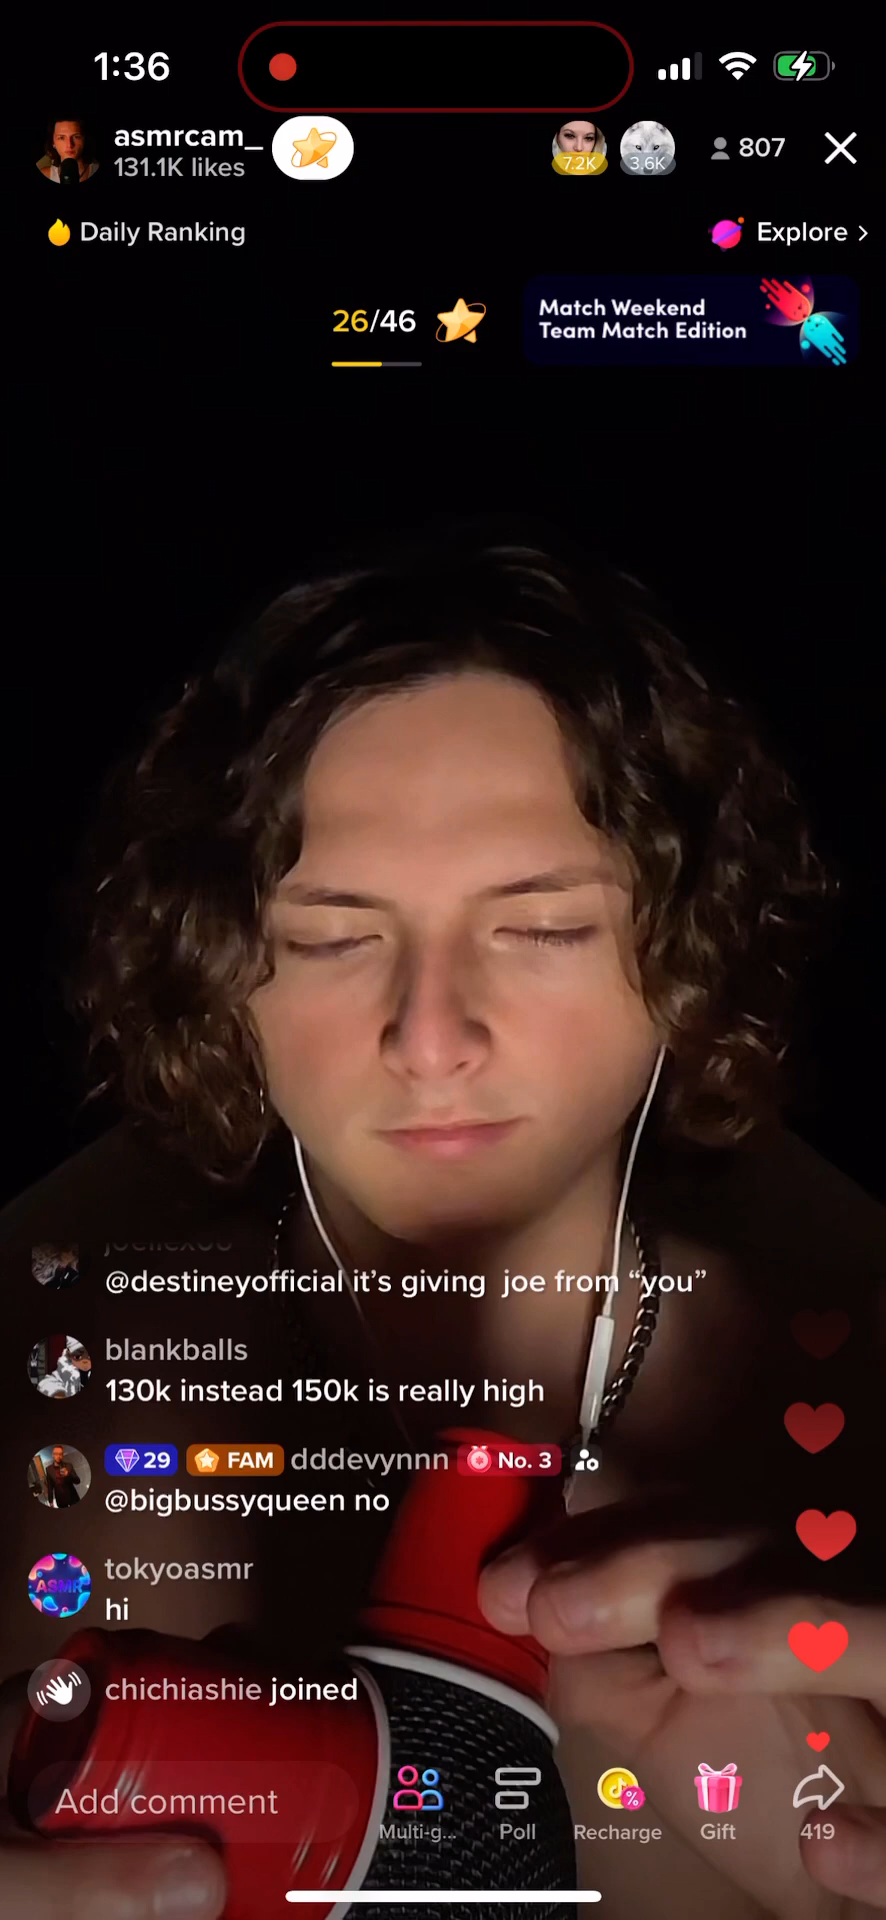 1:36
asmrcam_
131.1K likes
7.2K
3.6K
807
Daily Ranking
Explore >
26/46
Match Weekend
Team Match Edition
@destineyofficial it’s giving joe from “you”
blankballs
130k instead 150k is really high
29 FAM dddevynnn No. 3
@bigbussyqueen no
tokyoasmr
ASMR
hi
chichiashie joined
Add comment
Multi-g...
Poll
Recharge
Gift
419